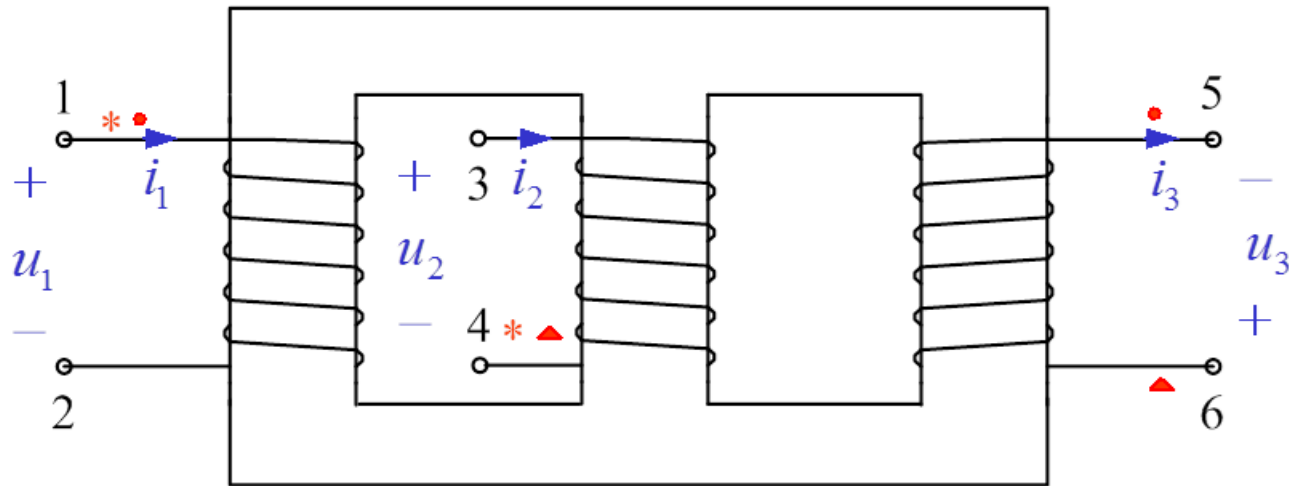 1
* 
+
i₁
u₁
−
2
3
+
i₂
u₂
−
4 *
5
i₃
−
u₃
+
6